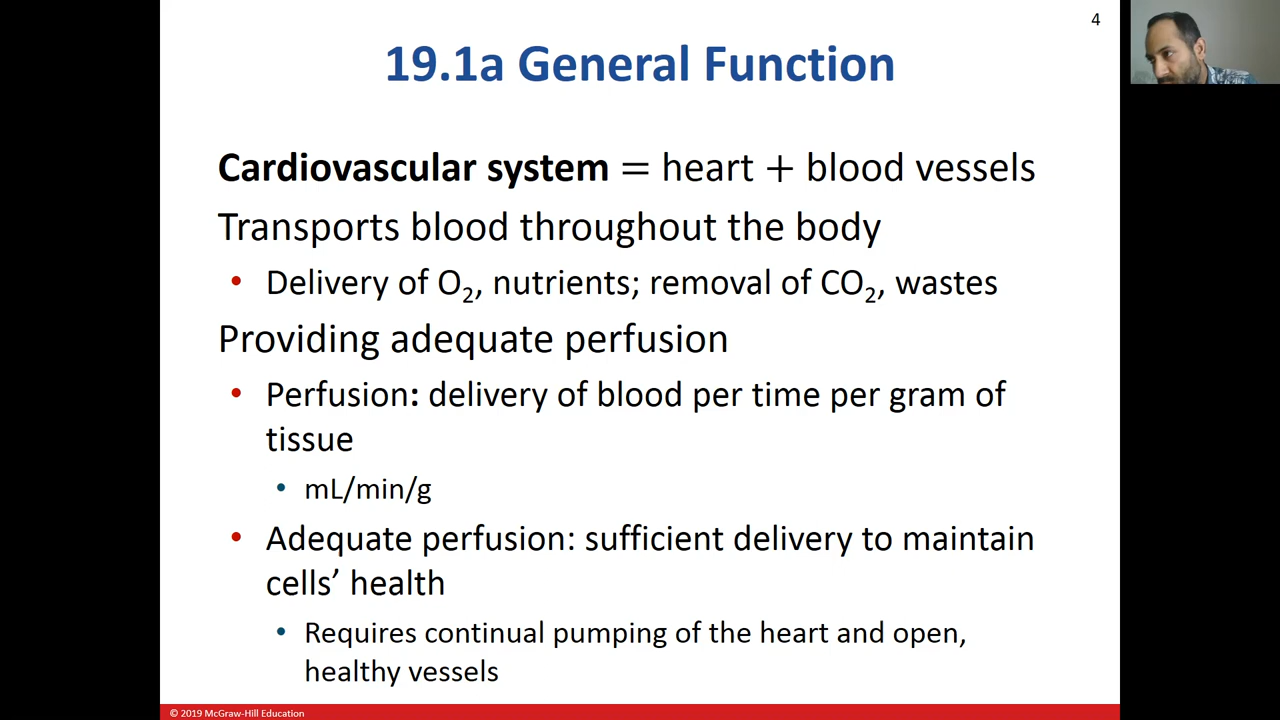 4
19.1a General Function
Cardiovascular system = heart + blood vessels
Transports blood throughout the body
• Delivery of O₂, nutrients; removal of CO₂, wastes
Providing adequate perfusion
• Perfusion: delivery of blood per time per gram of
tissue
• mL/min/g
• Adequate perfusion: sufficient delivery to maintain
cells’ health
• Requires continual pumping of the heart and open,
healthy vessels
© 2019 McGraw-Hill Education